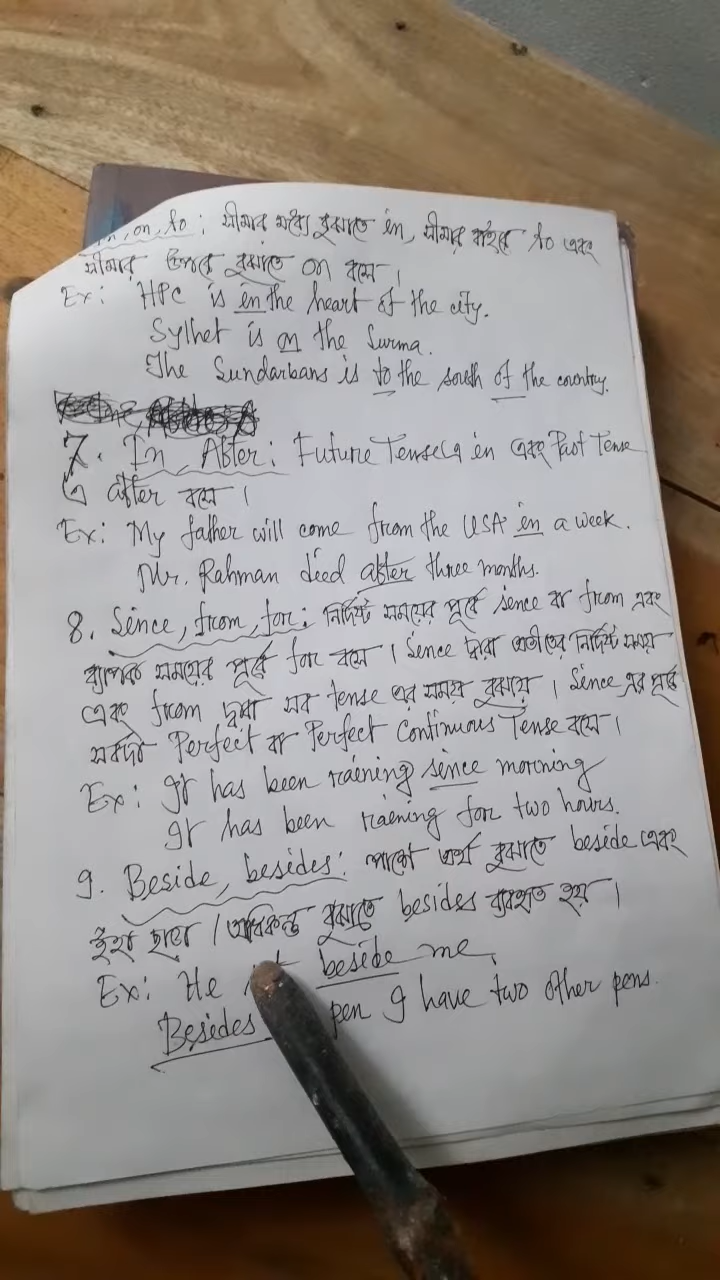 in, on, to : সীমার মধ্যে বুঝাতে in, সীমার বাইরে to এবং
সীমার উপরে বুঝাতে on বসে।
Ex: HPC is in the heart of the city.
Sylhet is on the Surma.
The Sundarbans is to the south of the country.
7. In, After: Future Tense এ in এবং Past Tense
এ after বসে।
Ex: My father will come from the USA in a week.
Mr. Rahman died after three months.
8. Since, from, for: নির্দিষ্ট সময়ের পূর্বে since বা from এবং
ব্যাপক সময়ের পূর্বে for বসে। Since দ্বারা অতীতের নির্দিষ্ট সময়
এবং from দ্বারা সব tense এর সময় বুঝায়। Since এর পূর্বে
সর্বদা Perfect বা Perfect Continuous Tense বসে।
Ex: It has been raining since morning
It has been raining for two hours.
9. Beside, besides: পাশে অর্থ বুঝাতে beside এবং
ইহা ছাড়া / অধিকন্তু বুঝাতে besides ব্যবহৃত হয়।
Ex: He beside me.
Besides pen I have two other pens.